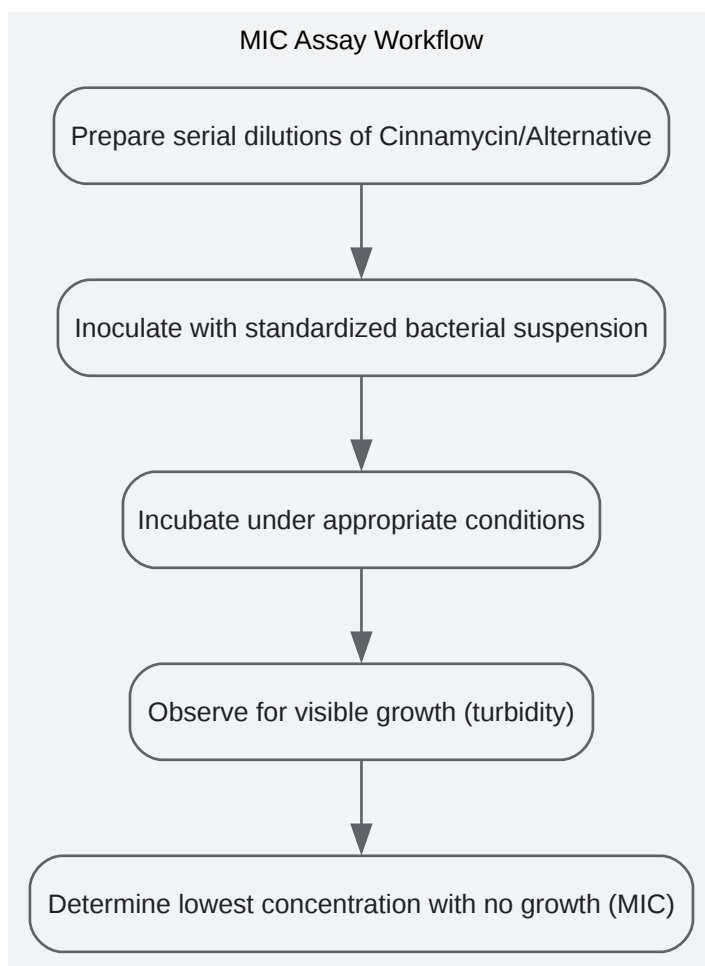 MIC Assay Workflow
Prepare serial dilutions of Cinnamycin/Alternative
Inoculate with standardized bacterial suspension
Incubate under appropriate conditions
Observe for visible growth (turbidity)
Determine lowest concentration with no growth (MIC)